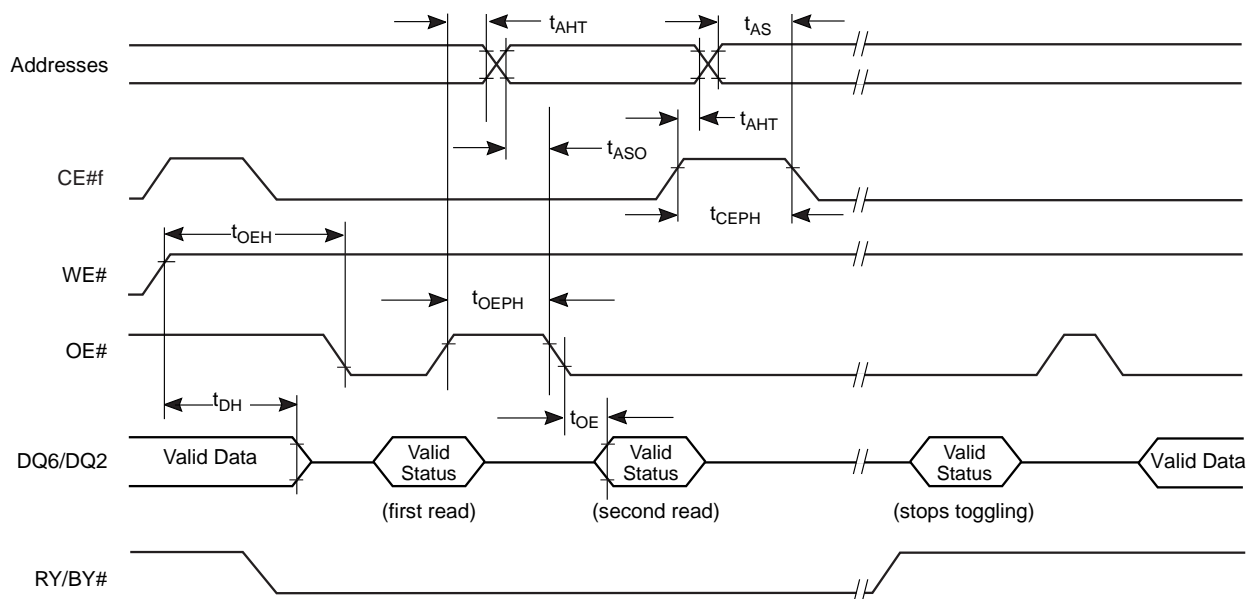 tAHT
tAS
Addresses
tAHT
tASO
CE#f
tCEPH
tOEH
WE#
tOEPH
OE#
tDH
tOE
DQ6/DQ2
Valid Data
Valid
Status
Valid
Status
Valid
Status
Valid Data
(first read)
(second read)
(stops toggling)
RY/BY#